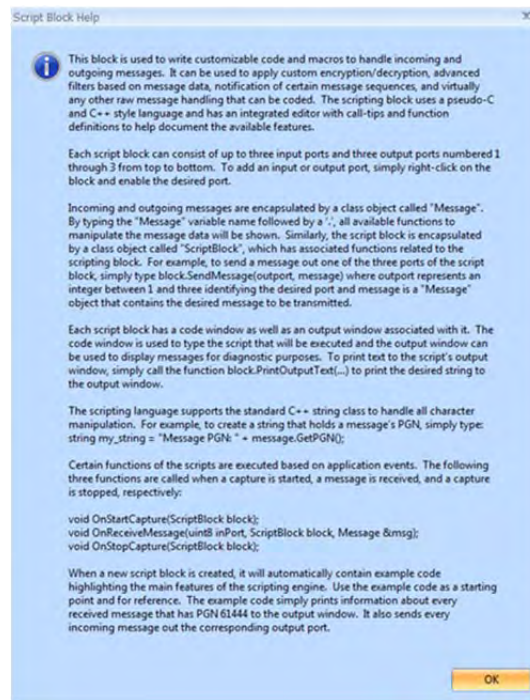 Script Block Help
x
This block is used to write customizable code and macros to handle incoming and
outgoing messages. It can be used to apply custom encryption/decryption, advanced
filters based on message data, notification of certain message sequences, and virtually
any other raw message handling that can be coded. The scripting block uses a pseudo-C
and C++ style language and has an integrated editor with call-tips and function
definitions to help document the available features.
Each script block can consist of up to three input ports and three output ports numbered 1
through 3 from top to bottom. To add an input or output port, simply right-click on the
block and enable the desired port.
Incoming and outgoing messages are encapsulated by a class object called "Message".
By typing the "Message" variable name followed by a '.', all available functions to
manipulate the message data will be shown. Similarly, the script block is encapsulated
by a class object called "ScriptBlock", which has associated functions related to the
scripting block. For example, to send a message out one of the three ports of the script
block, simply type block.SendMessage(outport, message) where outport represents an
integer between 1 and three identifying the desired port and message is a "Message"
object that contains the desired message to be transmitted.
Each script block has a code window as well as an output window associated with it. The
code window is used to type the script that will be executed and the output window can
be used to display messages for diagnostic purposes. To print text to the script's output
window, simply call the function block.PrintOutputText(...) to print the desired string to
the output window.
The scripting language supports the standard C++ string class to handle all character
manipulation. For example, to create a string that holds a message's PGN, simply type:
string my_string = "Message PGN: " + message.GetPGN();
Certain functions of the scripts are executed based on application events. The following
three functions are called when a capture is started, a message is received, and a capture
is stopped, respectively:
void OnStartCapture(ScriptBlock block);
void OnReceiveMessage(uint8 inPort, ScriptBlock block, Message &msg);
void OnStopCapture(ScriptBlock block);
When a new script block is created, it will automatically contain example code
highlighting the main features of the scripting engine. Use the example code as a starting
point and for reference. The example code simply prints information about every
received message that has PGN 61444 to the output window. It also sends every
incoming message out the corresponding output port.
OK